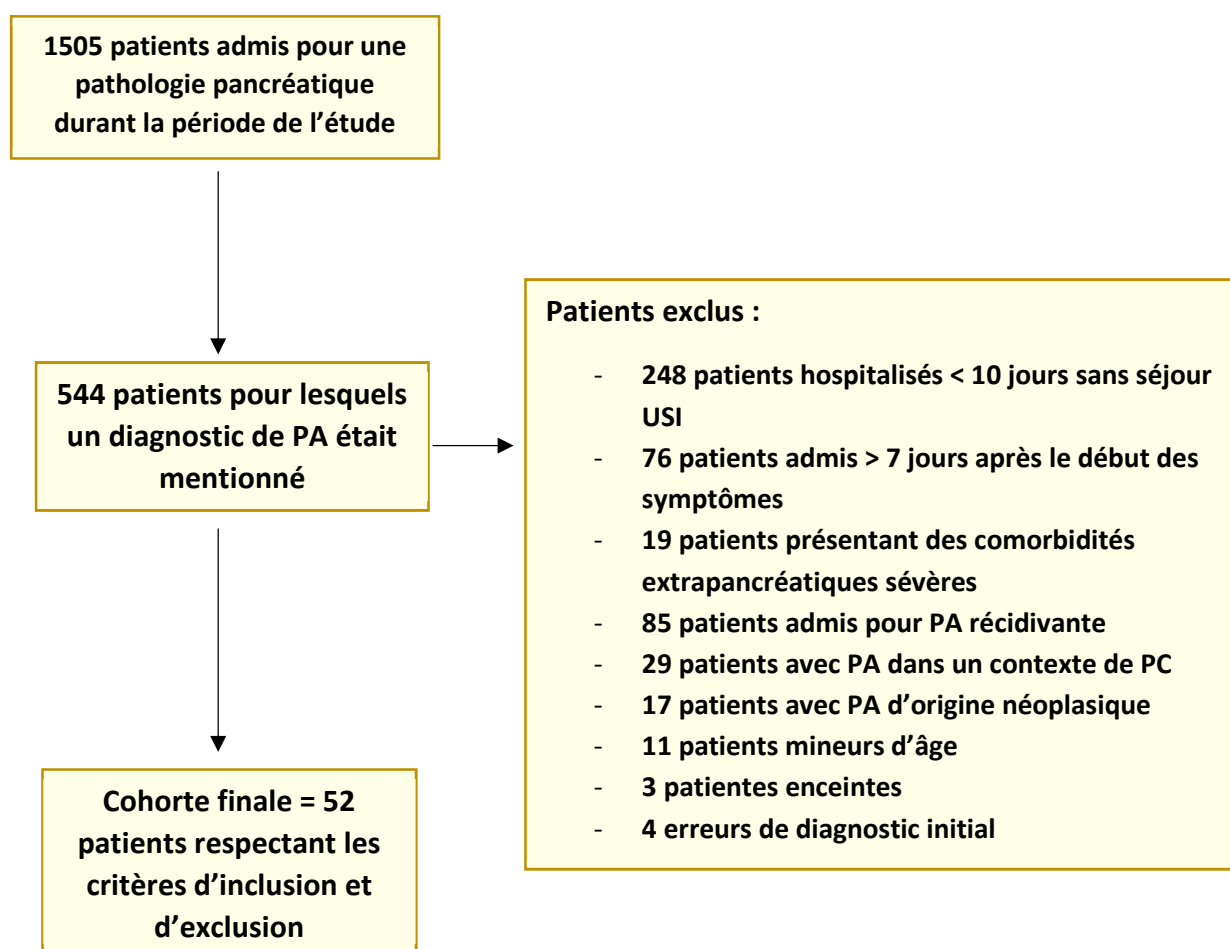 1505 patients admis pour une
pathologie pancréatique
durant la période de l’étude
544 patients pour lesquels
un diagnostic de PA était
mentionné
Patients exclus :
- 248 patients hospitalisés < 10 jours sans séjour
USI
- 76 patients admis > 7 jours après le début des
symptômes
- 19 patients présentant des comorbidités
extrapancréatiques sévères
- 85 patients admis pour PA récidivante
- 29 patients avec PA dans un contexte de PC
- 17 patients avec PA d’origine néoplasique
- 11 patients mineurs d’âge
- 3 patientes enceintes
- 4 erreurs de diagnostic initial
Cohorte finale = 52
patients respectant les
critères d’inclusion et
d’exclusion